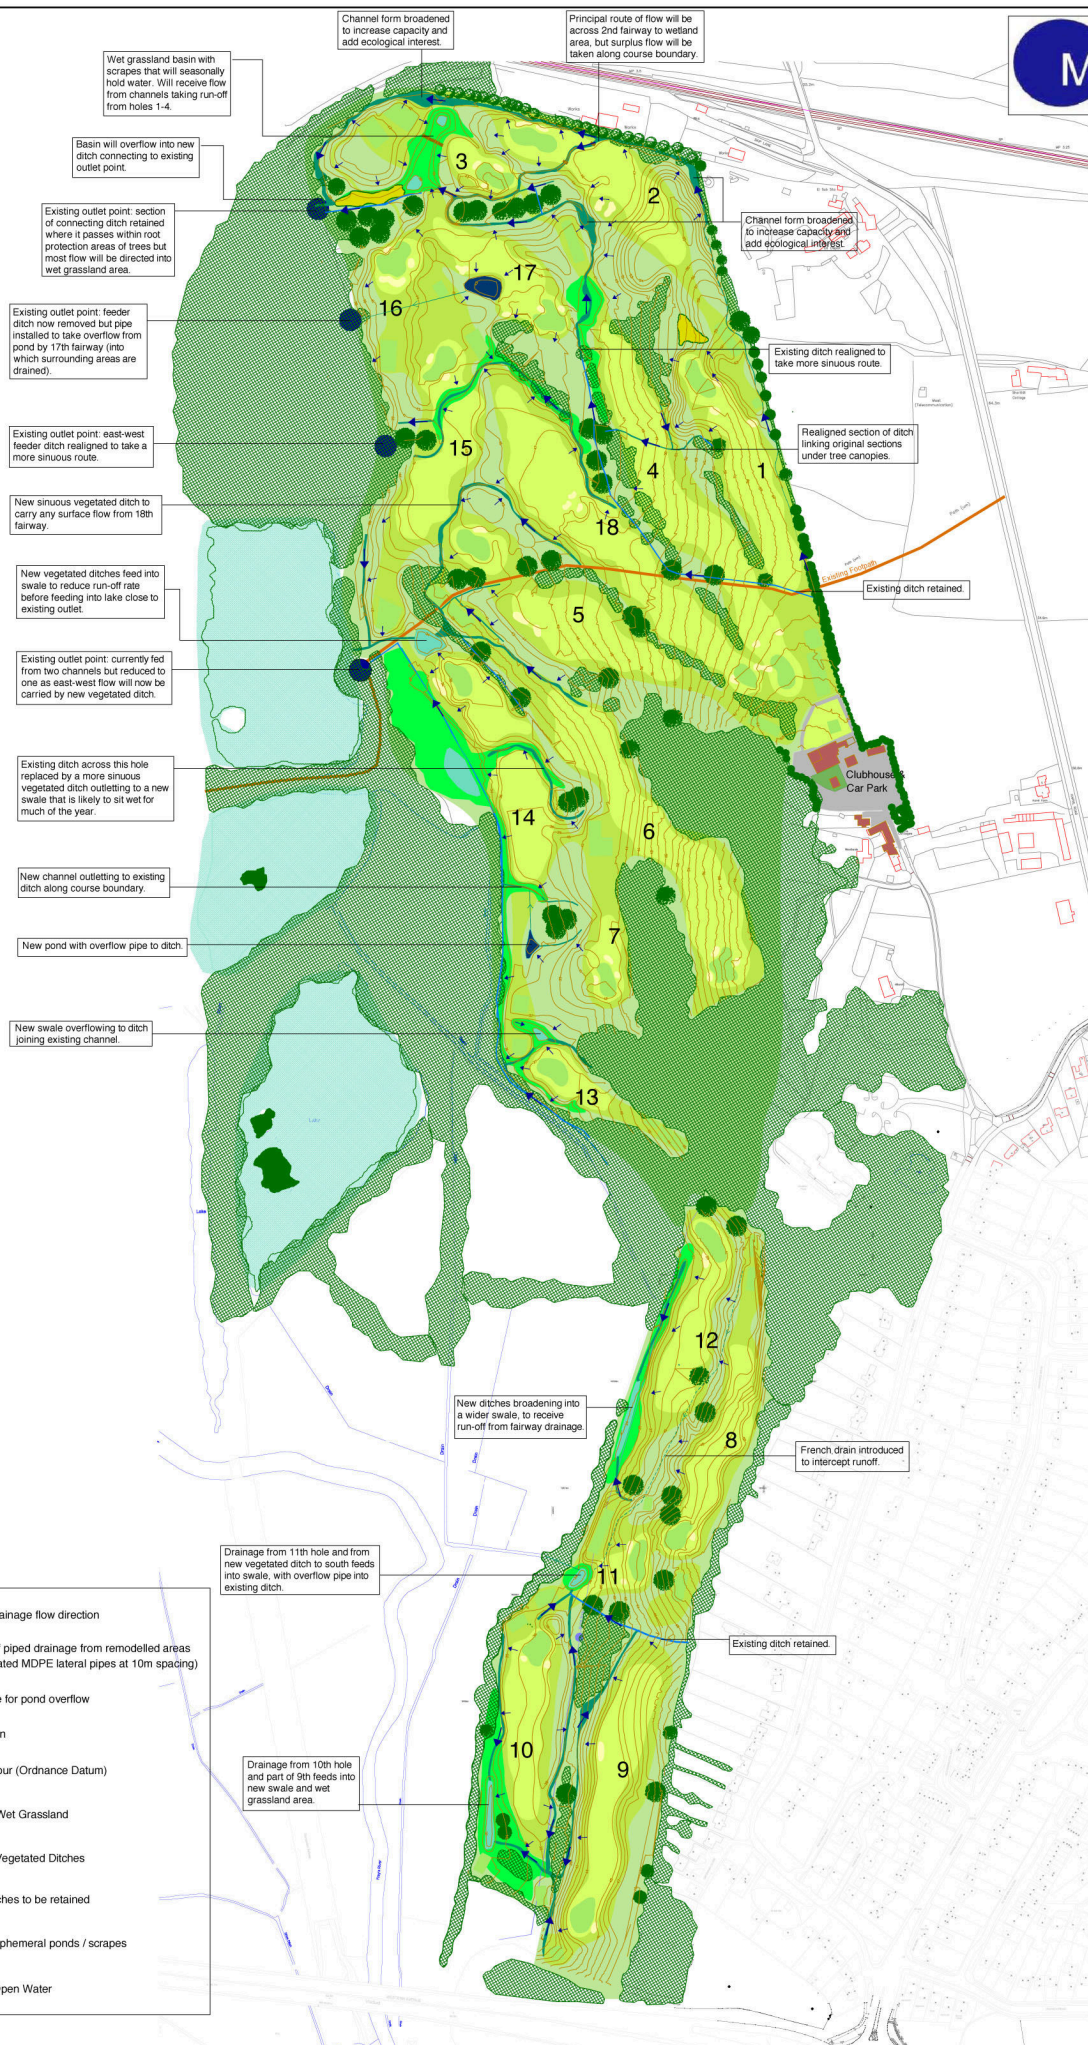 Channel form broadened
to increase capacity and
add ecological interest.
Principal route of flow will be
across 2nd fairway to wetland
area, but surplus flow will be
taken along course boundary.
M
Wet grassland basin with
scrapes that will seasonally
hold water. Will receive flow
from channels taking run-off
from holes 1-4.
Basin will overflow into new
ditch connecting to existing
outlet point.
3
2
Existing outlet point: section
of connecting ditch retained
where it passes within root
protection areas of trees but
most flow will be directed into
wet grassland area.
Channel form broadened
to increase capacity and
add ecological interest.
17
16
Existing outlet point: feeder
ditch now removed but pipe
installed to take overflow from
pond by 17th fairway (into
which surrounding areas are
drained).
Existing ditch realigned to
take more sinuous route.
Existing outlet point: east-west
feeder ditch realigned to take a
more sinuous route.
Realigned section of ditch
linking original sections
under tree canopies.
15
4
1
New sinuous vegetated ditch to
carry any surface flow from 18th
fairway.
18
Path (um)
Existing Footpath
New vegetated ditches feed into
swale to reduce run-off rate
before feeding into lake close to
existing outlet.
Existing ditch retained.
5
Existing outlet point: currently fed
from two channels but reduced to
one as east-west flow will now be
carried by new vegetated ditch.
Existing ditch across this hole
replaced by a more sinuous
vegetated ditch outletting to a new
swale that is likely to sit wet for
much of the year.
Clubhouse &
Car Park
14
6
New channel outletting to existing
ditch along course boundary.
7
New pond with overflow pipe to ditch.
New swale overflowing to ditch
joining existing channel.
13
Lake
Lake
12
Drain
New ditches broadening into
a wider swale, to receive
run-off from fairway drainage.
8
French drain introduced
to intercept runoff.
Drain
Drain
Drain
Drainage from 11th hole and from
new vegetated ditch to south feeds
into swale, with overflow pipe into
existing ditch.
11
Drain
Existing ditch retained.
ainage flow direction
piped drainage from remodelled areas
ated MDPE lateral pipes at 10m spacing)
e for pond overflow
n
our (Ordnance Datum)
Wet Grassland
Vegetated Ditches
ches to be retained
phemeral ponds / scrapes
pen Water
10
9
Drainage from 10th hole
and part of 9th feeds into
new swale and wet
grassland area.